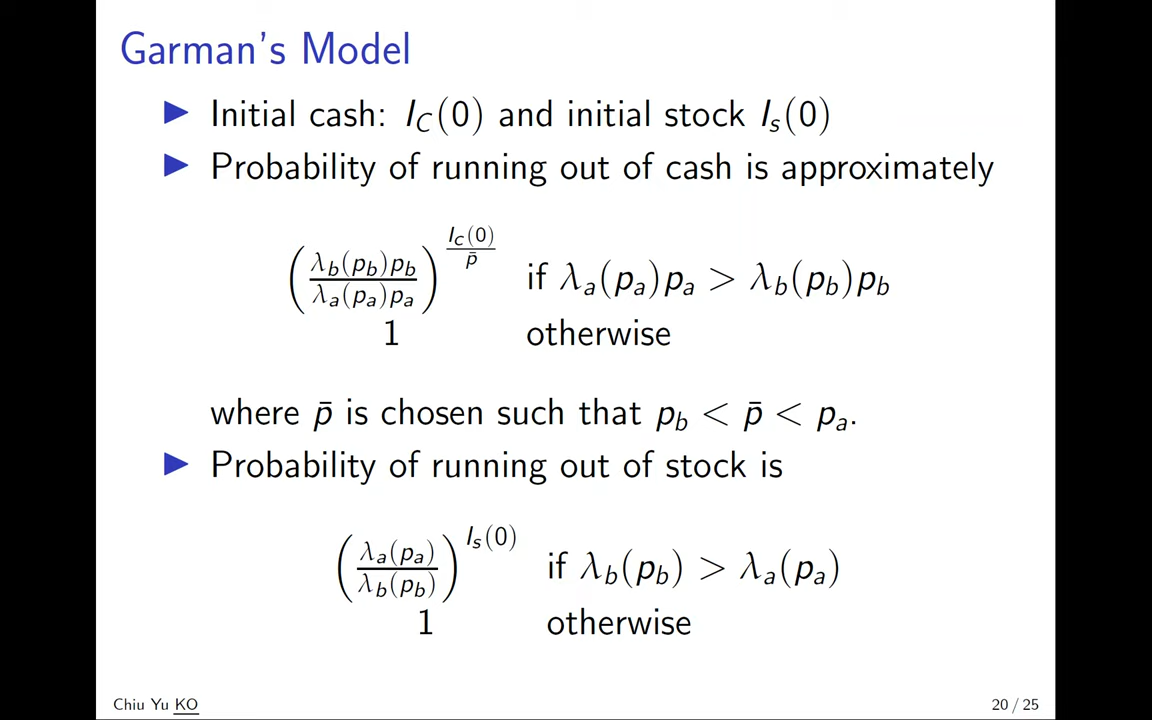 Garman's Model
▶ Initial cash: I_C(0) and initial stock I_s(0)
▶ Probability of running out of cash is approximately
(λ_b(p_b)p_b / λ_a(p_a)p_a)^(I_C(0)/p̄) if λ_a(p_a)p_a > λ_b(p_b)p_b
1 otherwise
where p̄ is chosen such that p_b < p̄ < p_a.
▶ Probability of running out of stock is
(λ_a(p_a) / λ_b(p_b))^(I_s(0)) if λ_b(p_b) > λ_a(p_a)
1 otherwise
Chiu Yu KO 20 / 25